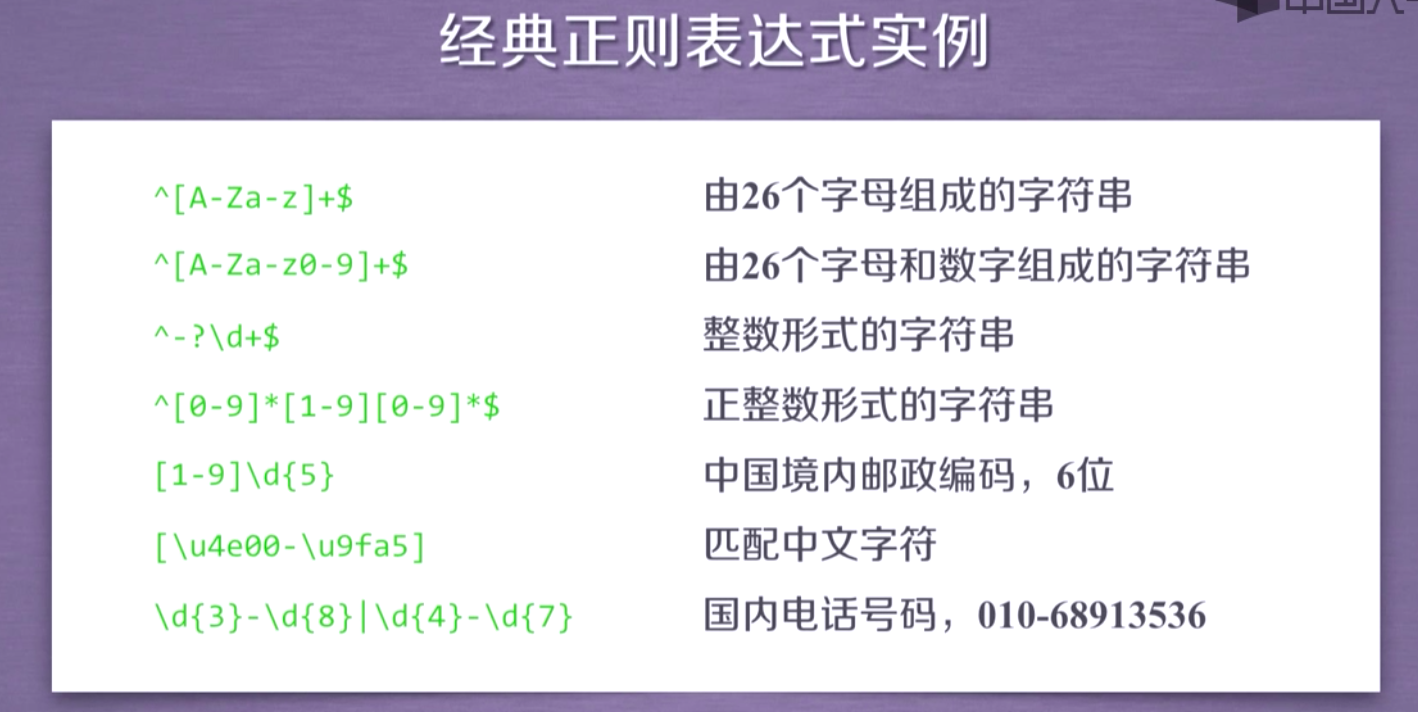 经典正则表达式实例
^[A-Za-z]+$ 由26个字母组成的字符串
^[A-Za-z0-9]+$ 由26个字母和数字组成的字符串
^-?\d+$ 整数形式的字符串
^[0-9]*[1-9][0-9]*$ 正整数形式的字符串
[1-9]\d{5} 中国境内邮政编码，6位
[\u4e00-\u9fa5] 匹配中文字符
\d{3}-\d{8}|\d{4}-\d{7} 国内电话号码，010-68913536